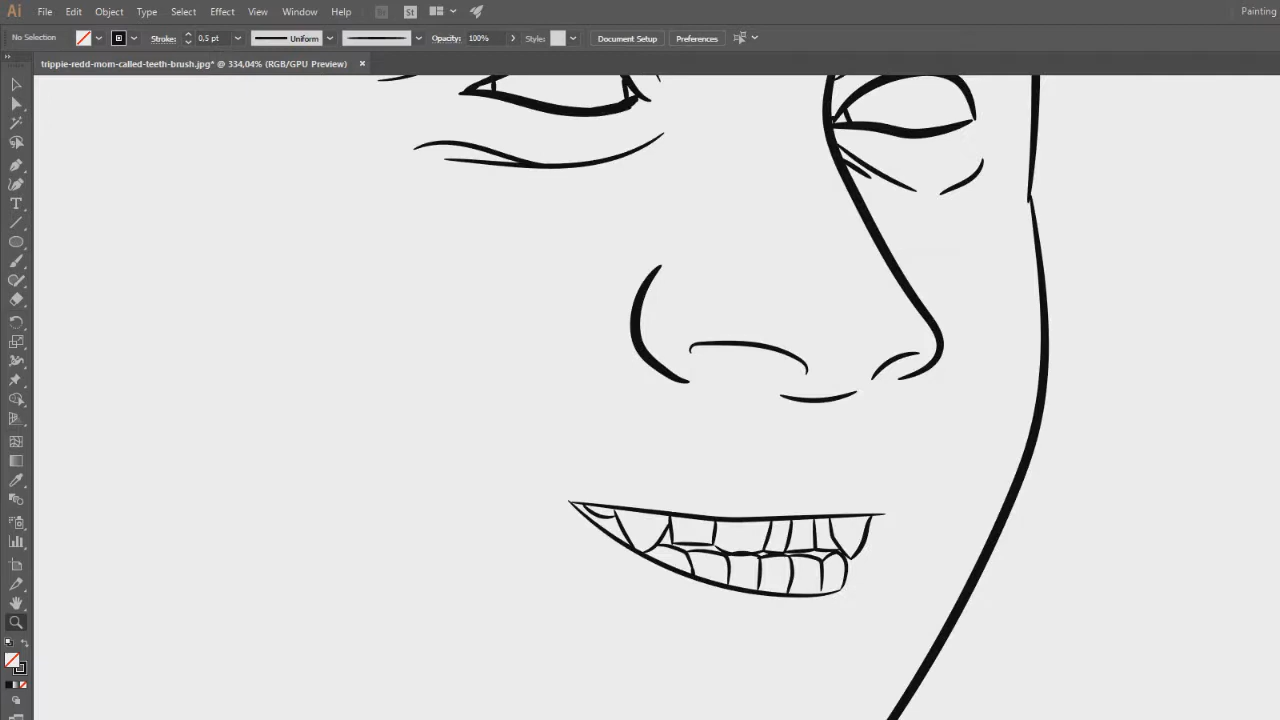 Ai File Edit Object Type Select Effect View Window Help Br St Painting
No Selection Stroke: 0,5 pt Uniform Opacity: 100% Style: Document Setup Preferences
trippie-redd-mom-called-teeth-brush.jpg* @ 334,04% (RGB/GPU Preview) ×
T